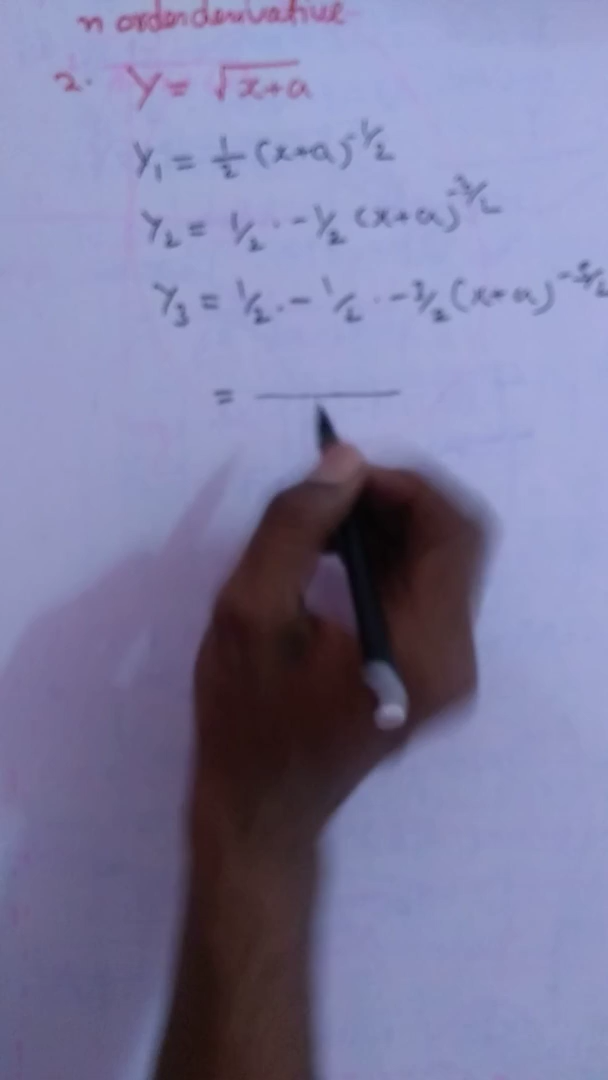 n order derivative
2. Y = √x+a
Y₁ = 1/2 (x+a)^-1/2
Y₂ = 1/2 · -1/2 (x+a)^-3/2
Y₃ = 1/2 · -1/2 · -3/2 (x+a)^-5/2
=